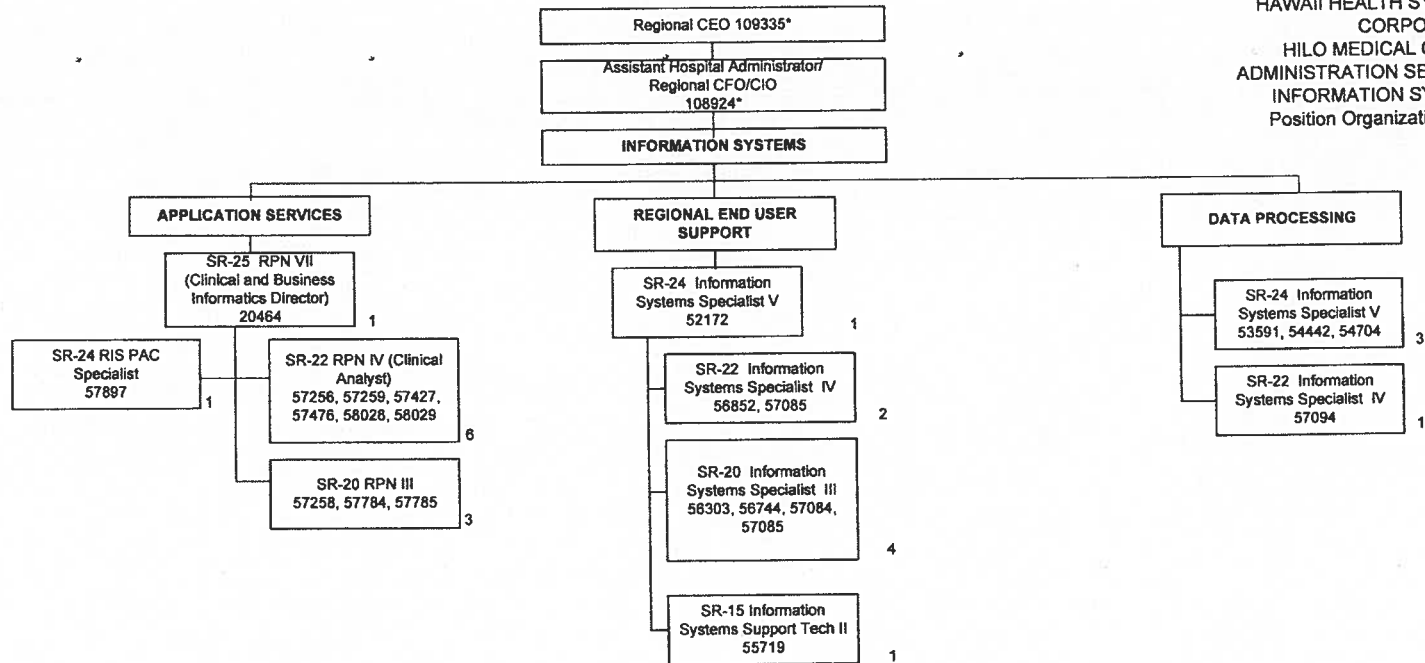 HAWAII HEALTH
CORPO
HILO MEDICAL
ADMINISTRATION
INFORMATION
Position
Regional CEO 109335*
Assistant Hospital Administrator/
Regional CFO/CIO
108924*
INFORMATION SYSTEMS
APPLICATION SERVICES
SR-25 RPN VII
(Clinical and Business
Informatics Director)
20464
1
SR-24 RIS PAC
Specialist
57897
1
SR-22 RPN IV (Clinical
Analyst)
57256, 57259, 57427,
57476, 58028, 58029
6
SR-20 RPN III
57258, 57784, 57785
3
REGIONAL END USER
SUPPORT
SR-24 Information
Systems Specialist V
52172
1
SR-22 Information
Systems Specialist IV
56852, 57085
2
SR-20 Information
Systems Specialist III
56303, 56744, 57084,
57085
4
SR-15 Information
Systems Support Tech II
55719
1
DATA PROCESSING
SR-24 Information
Systems Specialist V
53591, 54442, 54704
3
SR-22 Information
Systems Specialist IV
57094
1